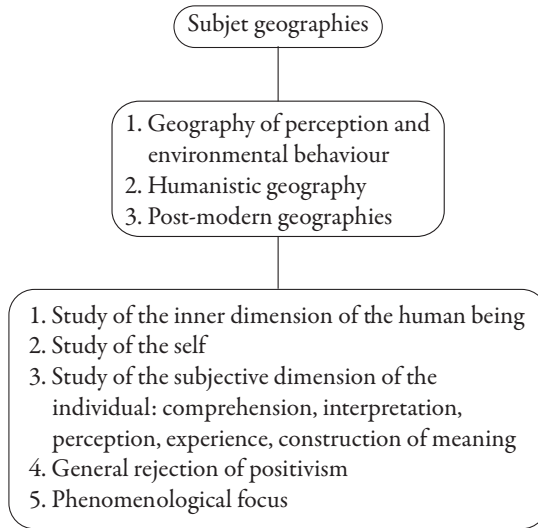 Subjet geographies
1. Geography of perception and
environmental behaviour
2. Humanistic geography
3. Post-modern geographies
1. Study of the inner dimension of the human being
2. Study of the self
3. Study of the subjective dimension of the
individual: comprehension, interpretation,
perception, experience, construction of meaning
4. General rejection of positivism
5. Phenomenological focus